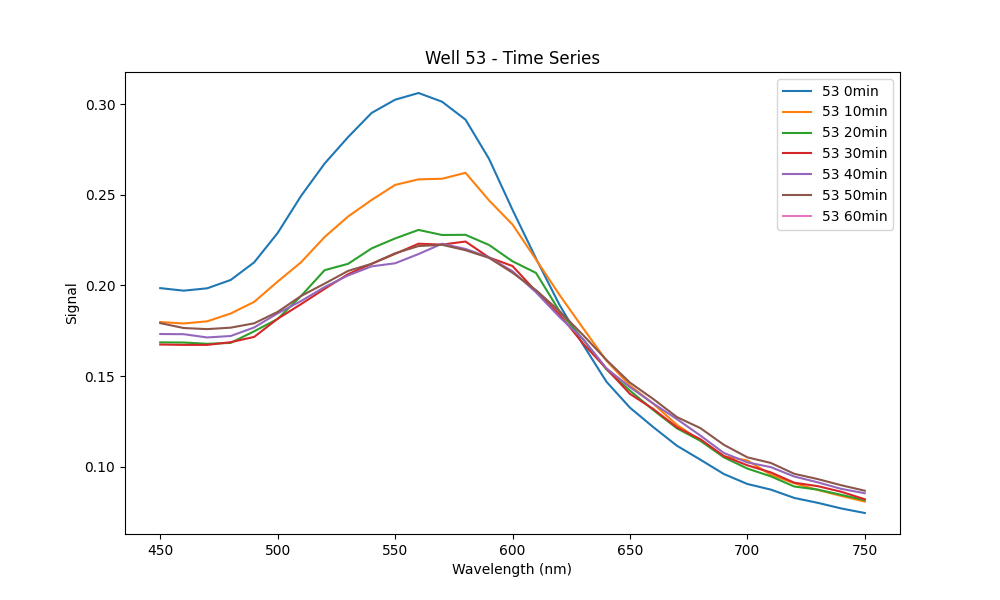 Well 53 - Time Series
53 0min
53 10min
53 20min
53 30min
53 40min
53 50min
53 60min
Signal
0.30
0.25
0.20
0.15
0.10
450 500 550 600 650 700 750
Wavelength (nm)